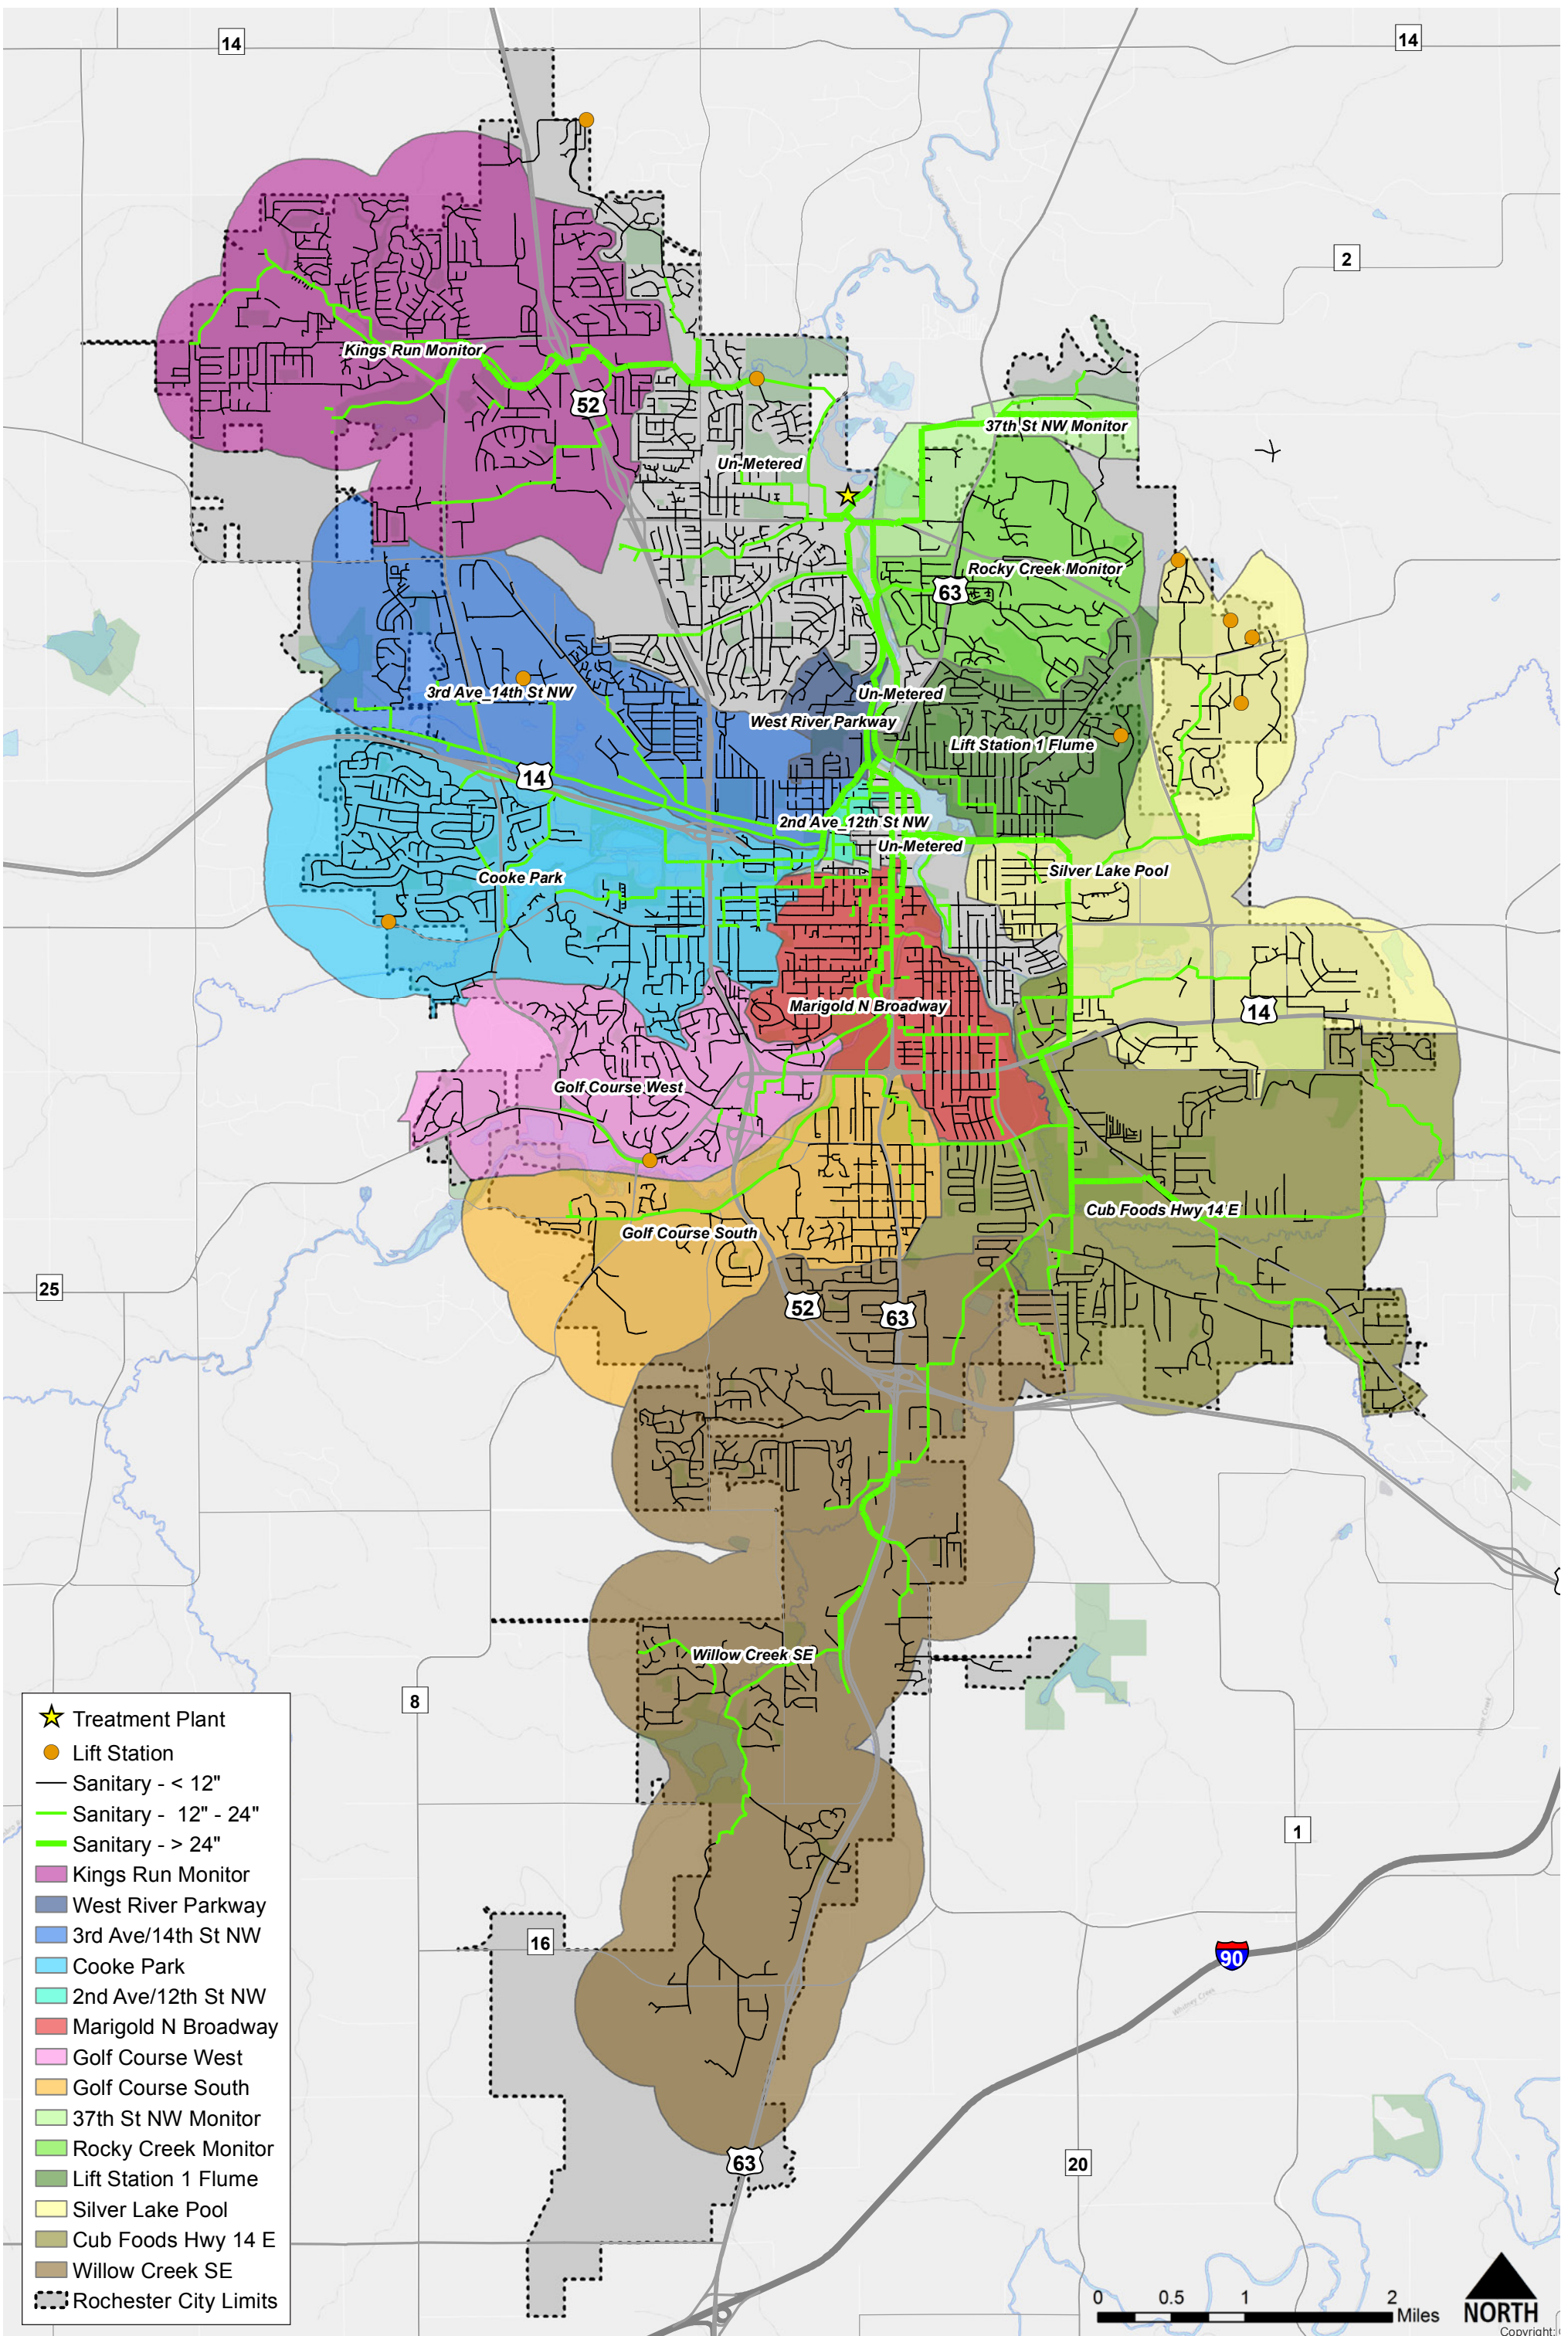 14
14
2
Kings Run Monitor
52
37th St NW Monitor
Un-Metered
Rocky Creek Monitor
63
3rd Ave_14th St NW
Un-Metered
West River Parkway
Lift Station 1 Flume
14
2nd Ave_12th St NW
Un-Metered
Cooke Park
Silver Lake Pool
Marigold N Broadway
14
Golf Course West
Cub Foods Hwy 14 E
Golf Course South
25
52
63
Willow Creek SE
8
1
16
90
Whitney Creek
63
20
Treatment Plant
Lift Station
Sanitary - < 12"
Sanitary - 12" - 24"
Sanitary - > 24"
Kings Run Monitor
West River Parkway
3rd Ave/14th St NW
Cooke Park
2nd Ave/12th St NW
Marigold N Broadway
Golf Course West
Golf Course South
37th St NW Monitor
Rocky Creek Monitor
Lift Station 1 Flume
Silver Lake Pool
Cub Foods Hwy 14 E
Willow Creek SE
Rochester City Limits
0 0.5 1 2
Miles
NORTH
Copyright: